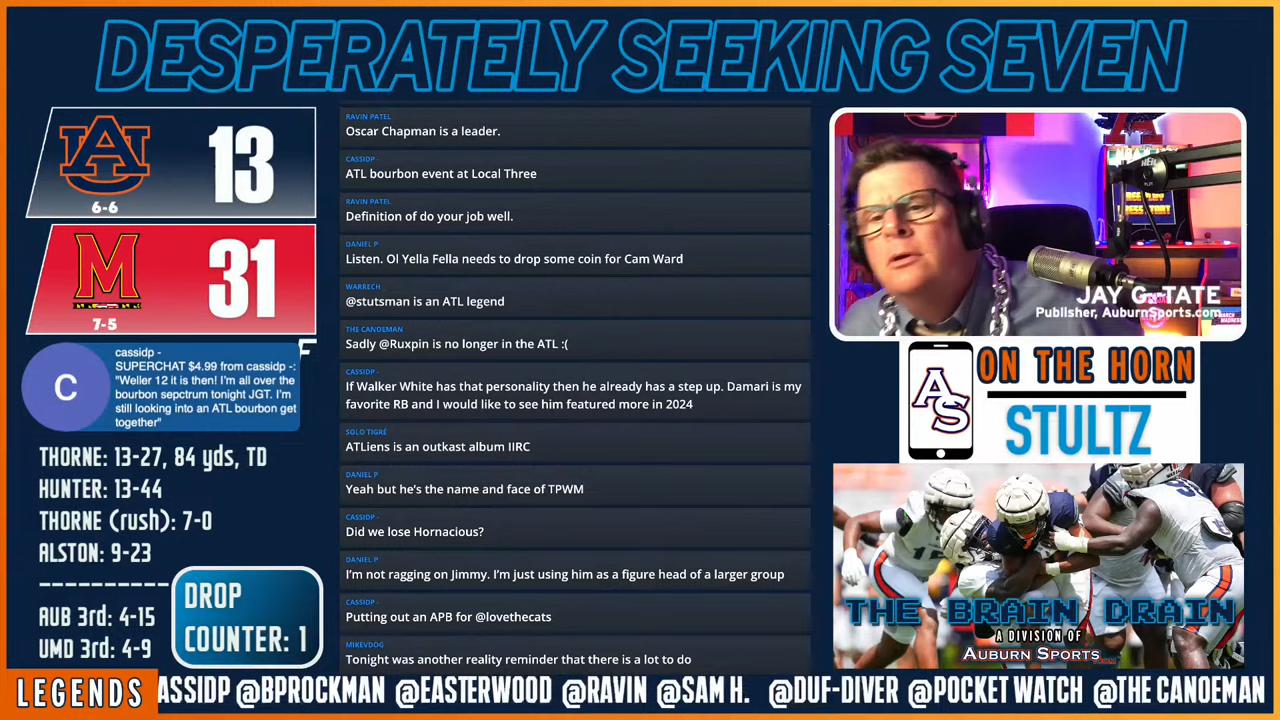 DESPERATELY SEEKING SEVEN
AU
13
6-6
M
31
7-5
C
cassidp -
SUPERCHAT $4.99 from cassidp -:
"Weller 12 it is then! I'm all over the
bourbon sepctrum tonight JGT. I'm
still looking into an ATL bourbon get
together"
THORNE: 13-27, 84 yds, TD
HUNTER: 13-44
THORNE (rush): 7-0
ALSTON: 9-23
AUB 3rd: 4-15
UMD 3rd: 4-9
DROP
COUNTER: 1
RAVIN PATEL
Oscar Chapman is a leader.
CASSIDP -
ATL bourbon event at Local Three
RAVIN PATEL
Definition of do your job well.
DANIEL P
Listen. Ol Yella Fella needs to drop some coin for Cam Ward
WARRECH
@stutsman is an ATL legend
THE CANOEMAN
Sadly @Ruxpin is no longer in the ATL :(
CASSIDP -
If Walker White has that personality then he already has a step up. Damari is my
favorite RB and I would like to see him featured more in 2024
SOLO TIGRÉ
ATLiens is an outkast album IIRC
DANIEL P
Yeah but he's the name and face of TPWM
CASSIDP -
Did we lose Hornacious?
DANIEL P
I'm not ragging on Jimmy. I'm just using him as a figure head of a larger group
CASSIDP -
Putting out an APB for @lovethecats
MIKEVDOG
Tonight was another reality reminder that there is a lot to do
JAY G. TATE
Publisher, AuburnSports.com
AS
ON THE HORN
STULTZ
THE BRAIN DRAIN
A DIVISION OF
AUBURN SPORTS
LEGENDS
ASSIDP @BPROCKMAN @EASTERWOOD @RAVIN @SAM H. @DUF-DIVER @POCKET WATCH @THE CANOEMAN